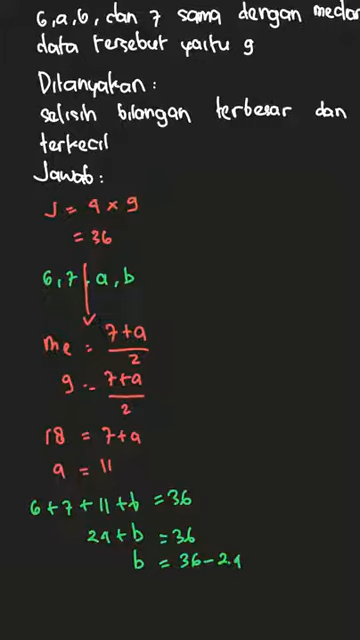 6, a, b, dan 7 sama dengan median
data tersebut yaitu 9
Ditanyakan :
selisih bilangan terbesar dan
terkecil
Jawab :
J = 4 × 9
= 36
6, 7, a, b
me = 7+a/2
9 = 7+a/2
18 = 7+a
a = 11
6 + 7 + 11 + b = 36
24 + b = 36
b = 36 - 24